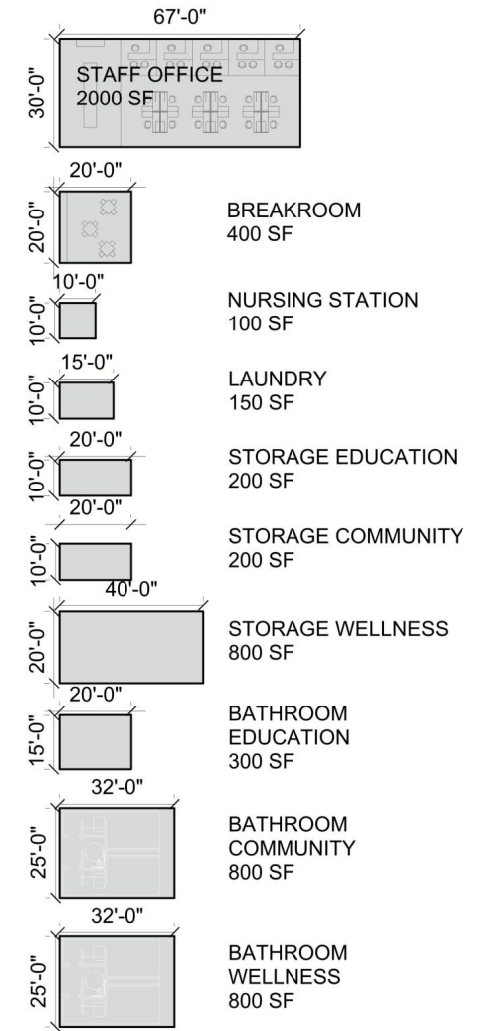 67'-0"
30'-0"
STAFF OFFICE
2000 SF
20'-0"
20'-0"
BREAKROOM
400 SF
10'-0"
10'-0"
NURSING STATION
100 SF
15'-0"
10'-0"
LAUNDRY
150 SF
20'-0"
10'-0"
STORAGE EDUCATION
200 SF
20'-0"
10'-0"
STORAGE COMMUNITY
200 SF
40'-0"
20'-0"
STORAGE WELLNESS
800 SF
20'-0"
15'-0"
BATHROOM
EDUCATION
300 SF
32'-0"
25'-0"
BATHROOM
COMMUNITY
800 SF
32'-0"
25'-0"
BATHROOM
WELLNESS
800 SF